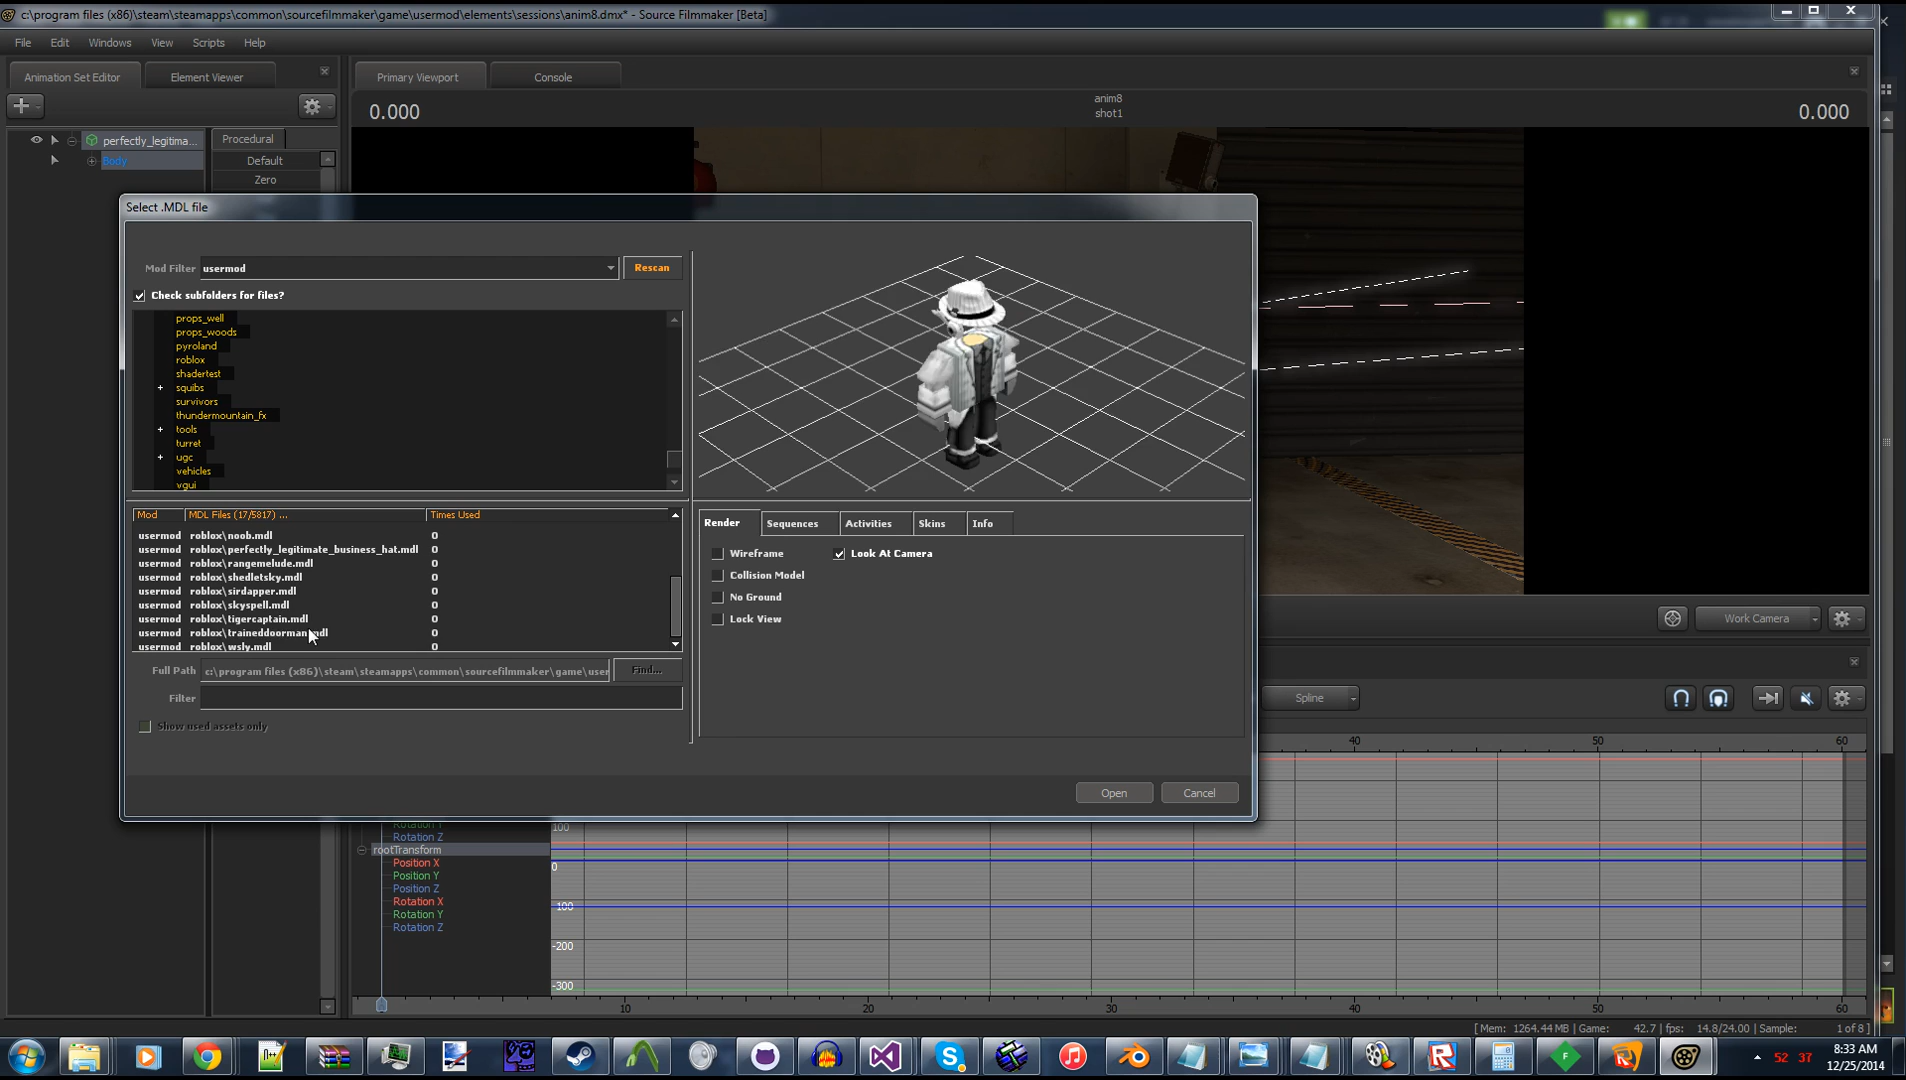 c:\program files (x86)\steam\steamapps\common\sourcefilmmaker\game\usermod\elements\sessions\anim8.dmx* - Source Filmmaker [Beta]
File Edit Windows View Scripts Help
Animation Set Editor Element Viewer Primary Viewport Console
0.000 anim8 0.000
shot1
perfectly_legitima... Procedural
Body Default
Zero
Select .MDL file
Mod Filter usermod Rescan
Check subfolders for files?
props_well
props_woods
pyroland
roblox
shadertest
squibs
survivors
thundermountain_fx
tools
turret
ugc
vehicles
vgui
Mod MDL Files (17/5817) ... Times Used
usermod roblox\noob.mdl 0
usermod roblox\perfectly_legitimate_business_hat.mdl 0
usermod roblox\rangemelude.mdl 0
usermod roblox\shedletsky.mdl 0
usermod roblox\sirdapper.mdl 0
usermod roblox\skyspell.mdl 0
usermod roblox\tigercaptain.mdl 0
usermod roblox\traineddoorman.mdl 0
usermod roblox\wsly.mdl 0
Full Path c:\program files (x86)\steam\steamapps\common\sourcefilmmaker\game\user Find...
Filter
Show used assets only
Render Sequences Activities Skins Info
Wireframe Look At Camera
Collision Model
No Ground
Lock View
Open Cancel
Work Camera
Spline
40 50 60
Rotation Y
Rotation Z
rootTransform
Position X
Position Y
Position Z
Rotation X
Rotation Y
Rotation Z
100
0
-100
-200
-300
10 20 30 40 50 60
[ Mem: 1264.44 MB | Game: 42.7 | fps: 14.8/24.00 | Sample: 1 of 8 ]
52 37
8:33 AM
12/25/2014